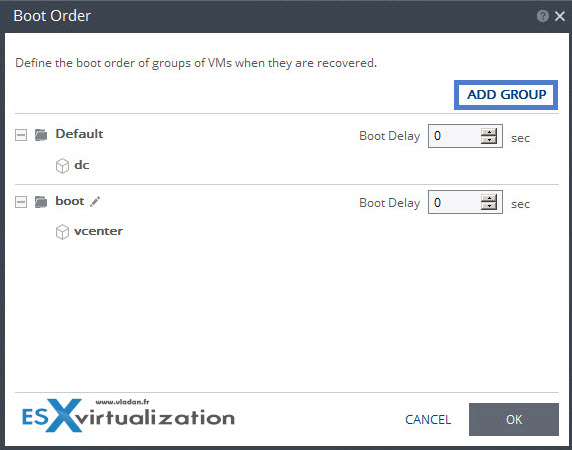 Boot Order
Define the boot order of groups of VMs when they are recovered.
ADD GROUP
Default Boot Delay 0 sec
dc
boot Boot Delay 0 sec
vcenter
www.vladan.fr
ESXvirtualization
CANCEL OK